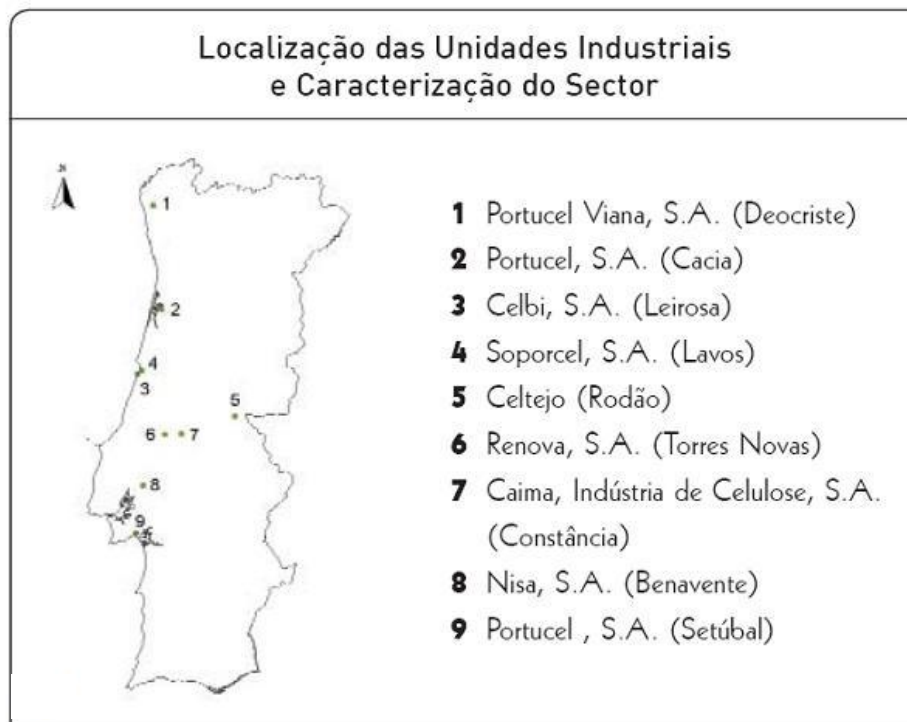 Localização das Unidades Industriais
e Caracterização do Sector
N
1
2
4
3
5
6
7
8
9
1 Portucel Viana, S.A. (Deocriste)
2 Portucel, S.A. (Cacia)
3 Celbi, S.A. (Leirosa)
4 Soporcel, S.A. (Lavos)
5 Celtejo (Rodão)
6 Renova, S.A. (Torres Novas)
7 Caima, Indústria de Celulose, S.A.
(Constância)
8 Nisa, S.A. (Benavente)
9 Portucel , S.A. (Setúbal)